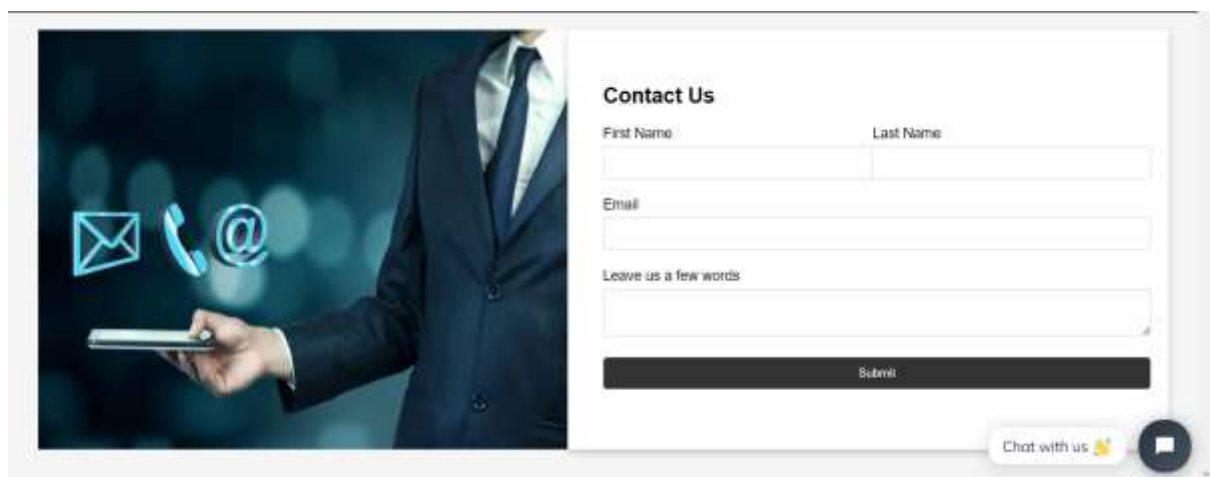 Contact Us
First Name Last Name
Email
Leave us a few words
Submit
Chat with us 👋
@